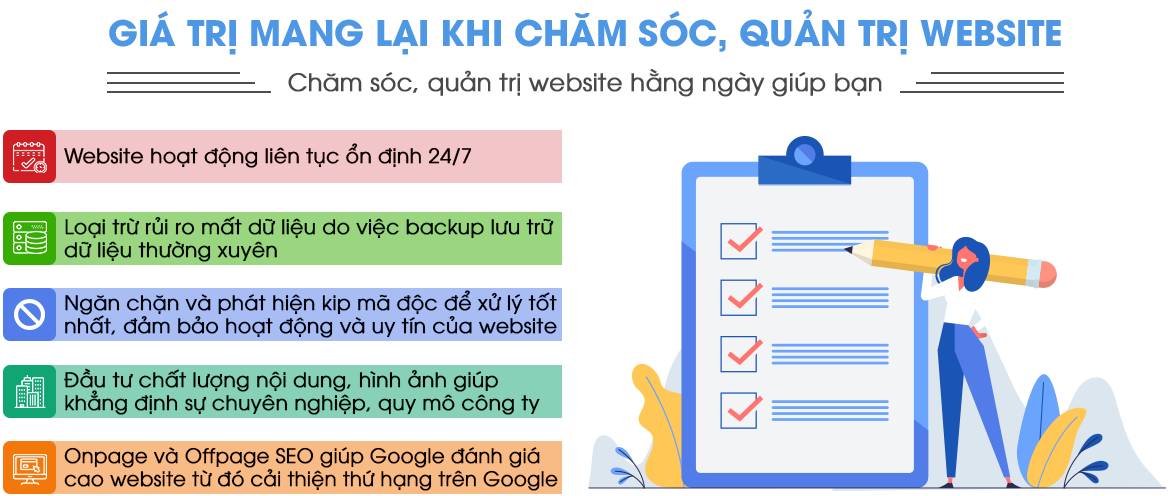 GIÁ TRỊ MANG LẠI KHI CHĂM SÓC, QUẢN TRỊ WEBSITE
Chăm sóc, quản trị website hằng ngày giúp bạn
Website hoạt động liên tục ổn định 24/7
Loại trừ rủi ro mất dữ liệu do việc backup lưu trữ
dữ liệu thường xuyên
Ngăn chặn và phát hiện kip mã độc để xử lý tốt
nhất, đảm bảo hoạt động và uy tín của website
Đầu tư chất lượng nội dung, hình ảnh giúp
khẳng định sự chuyên nghiệp, quy mô công ty
Onpage và Offpage SEO giúp Google đánh giá
cao website từ đó cải thiện thứ hạng trên Google